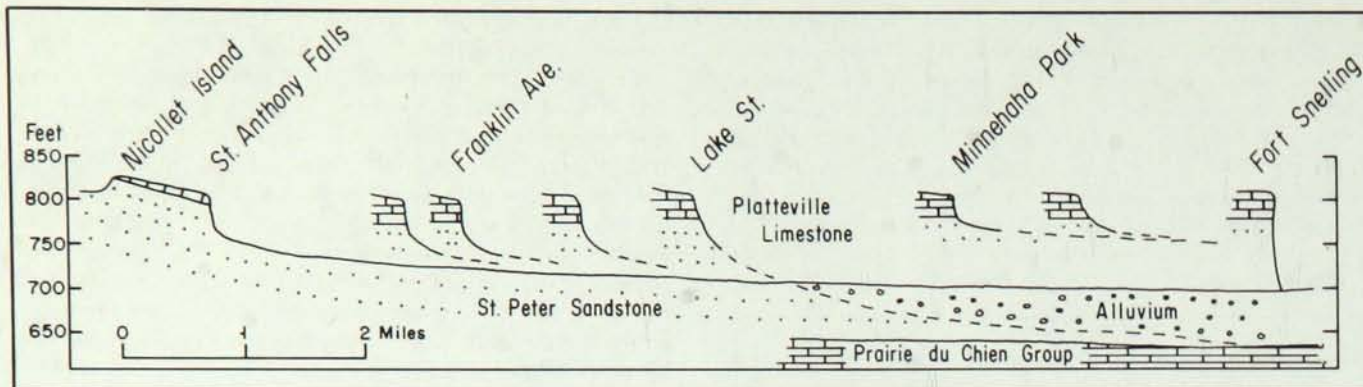 Nicollet Island
St. Anthony Falls
Franklin Ave.
Lake St.
Minnehaha Park
Fort Snelling
Feet
850
800
750
700
650
Platteville
Limestone
St. Peter Sandstone
Alluvium
0 1 2 Miles
Prairie du Chien Group